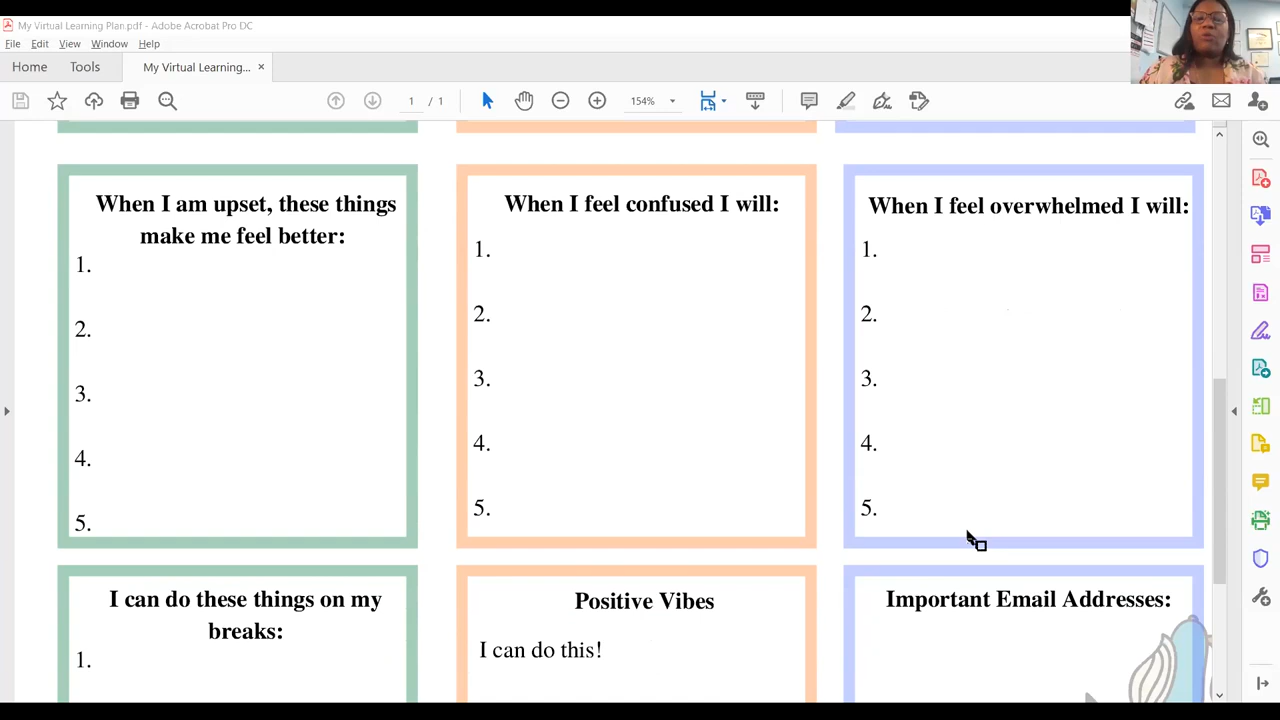 My Virtual Learning Plan.pdf - Adobe Acrobat Pro DC
File Edit View Window Help
Home Tools My Virtual Learning... ×
1 / 1 154%
When I am upset, these things
make me feel better:
1.
2.
3.
4.
5.
When I feel confused I will:
1.
2.
3.
4.
5.
When I feel overwhelmed I will:
1.
2.
3.
4.
5.
I can do these things on my
breaks:
1.
Positive Vibes
I can do this!
Important Email Addresses: